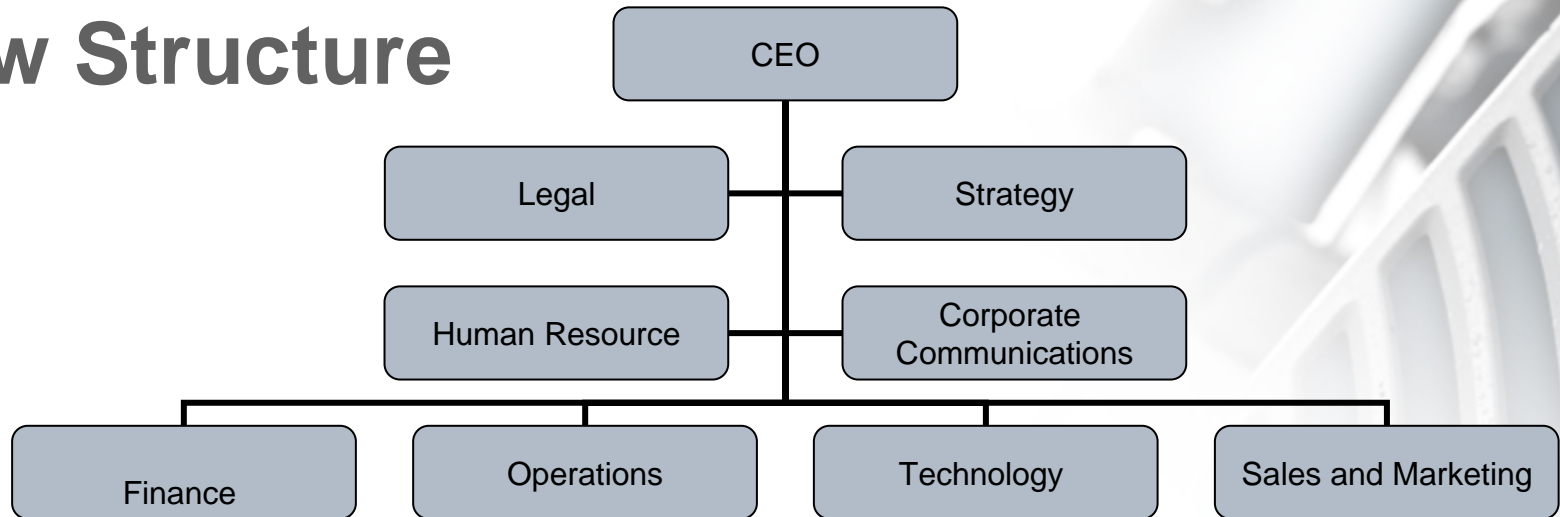 w Structure
CEO
Legal
Strategy
Human Resource
Corporate
Communications
Finance
Operations
Technology
Sales and Marketing